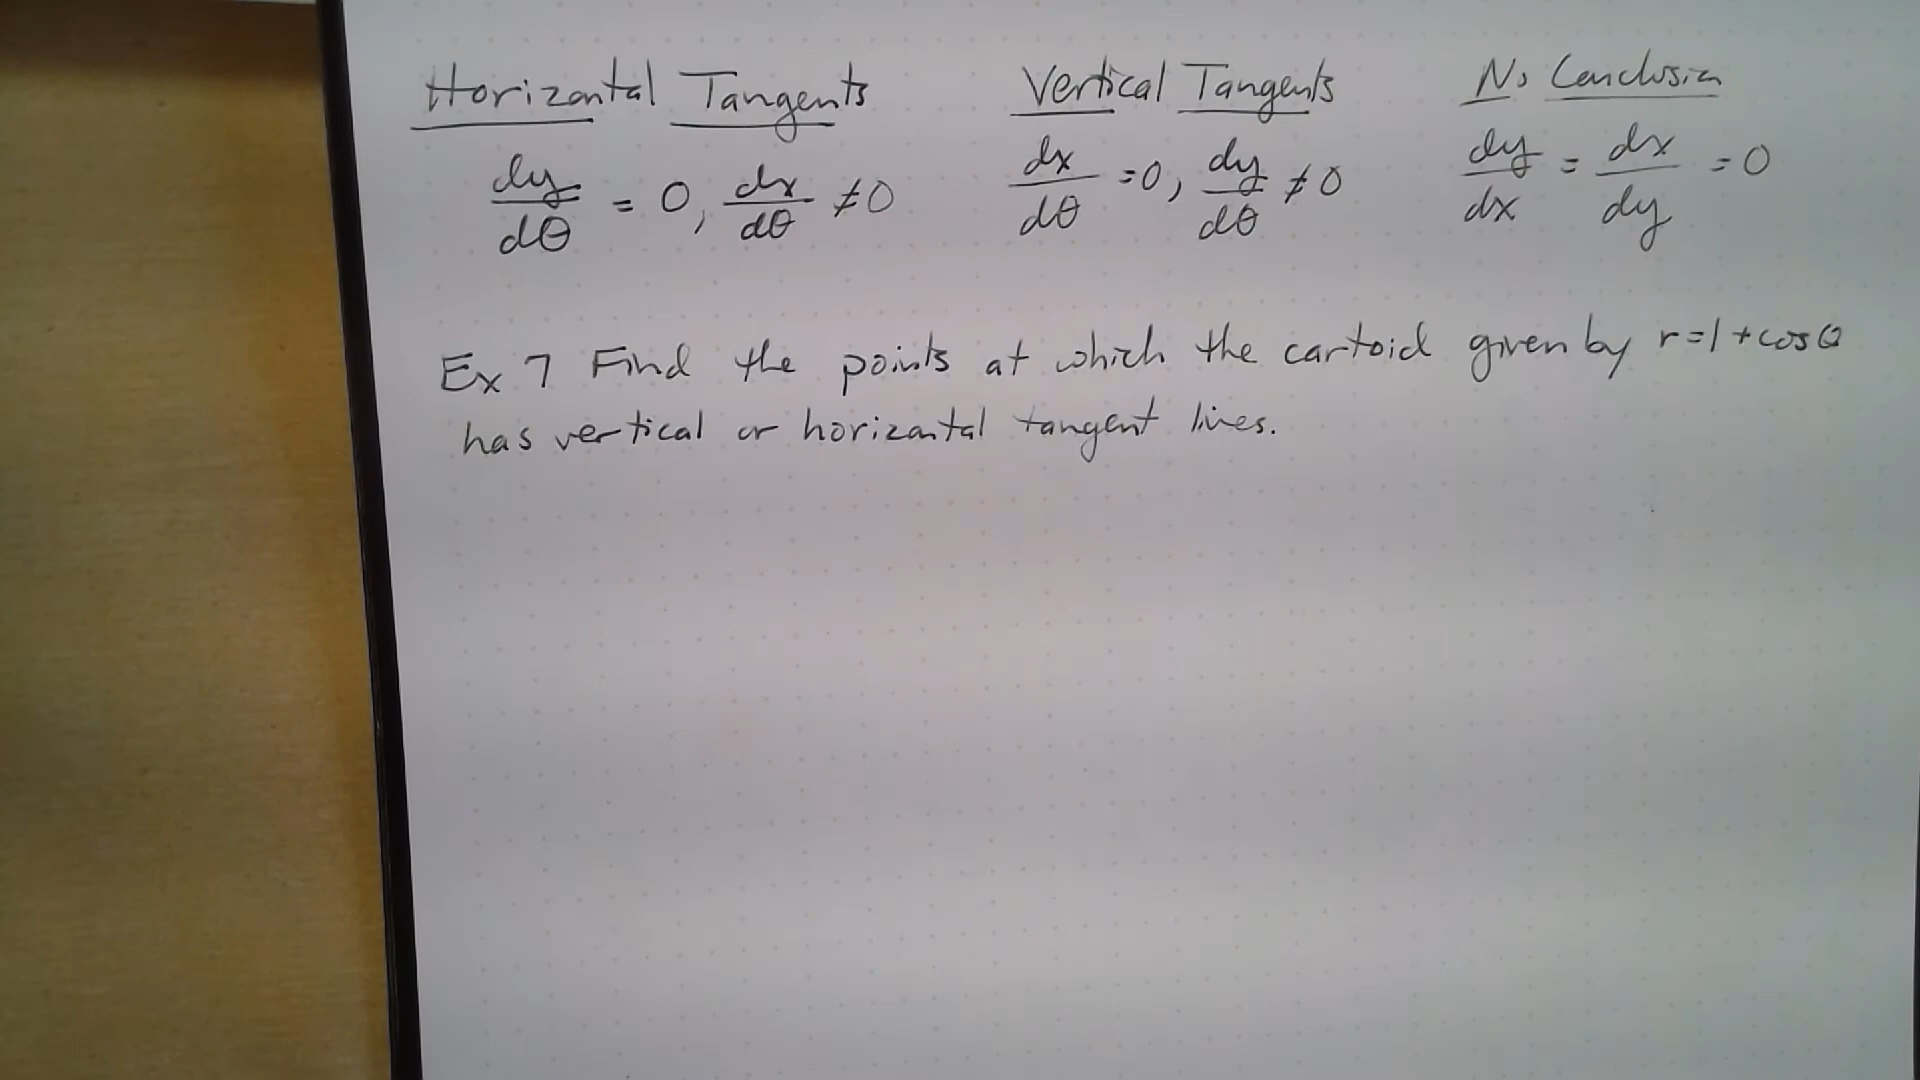 Horizontal Tangents
dy/dθ = 0, dx/dθ ≠ 0
Vertical Tangents
dx/dθ = 0, dy/dθ ≠ 0
No Conclusion
dy/dx = dx/dy = 0
Ex 7 Find the points at which the cartoid given by r=1+cosθ
has vertical or horizontal tangent lines.